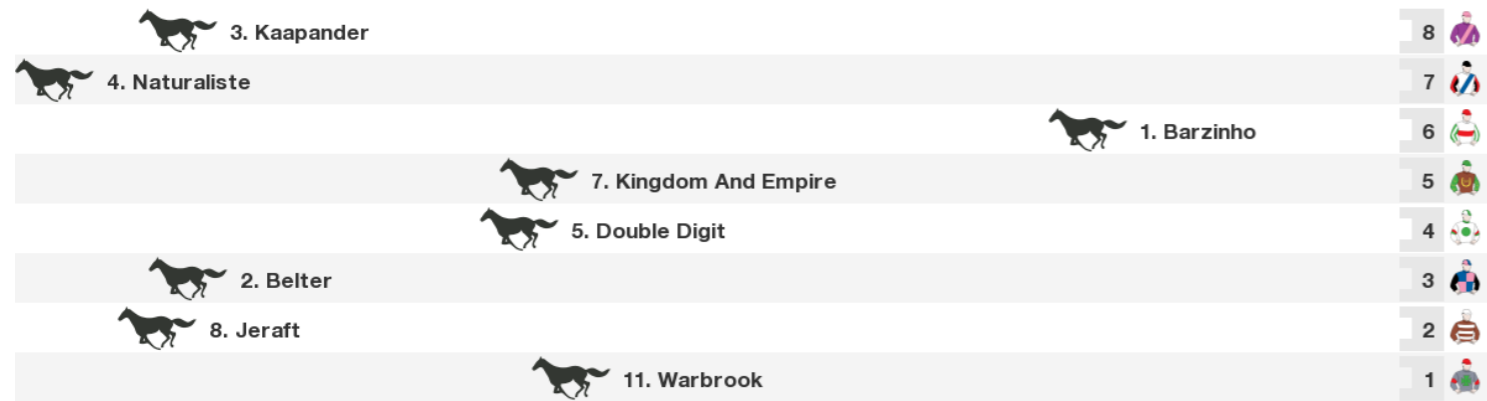 3. Kaapander 8
4. Naturaliste 7
1. Barzinho 6
7. Kingdom And Empire 5
5. Double Digit 4
2. Belter 3
8. Jeraft 2
11. Warbrook 1